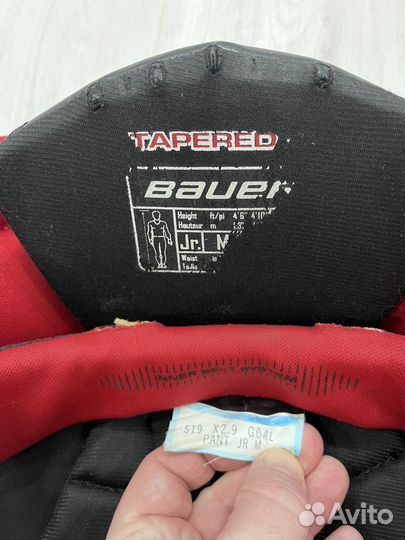 TAPERED
BAUER
Height ft/pi 4'6" 4'10"
Hauteur m
Jr. M
Waist
Taille
S19 X2.9 GOAL
PANT JR M
Avito